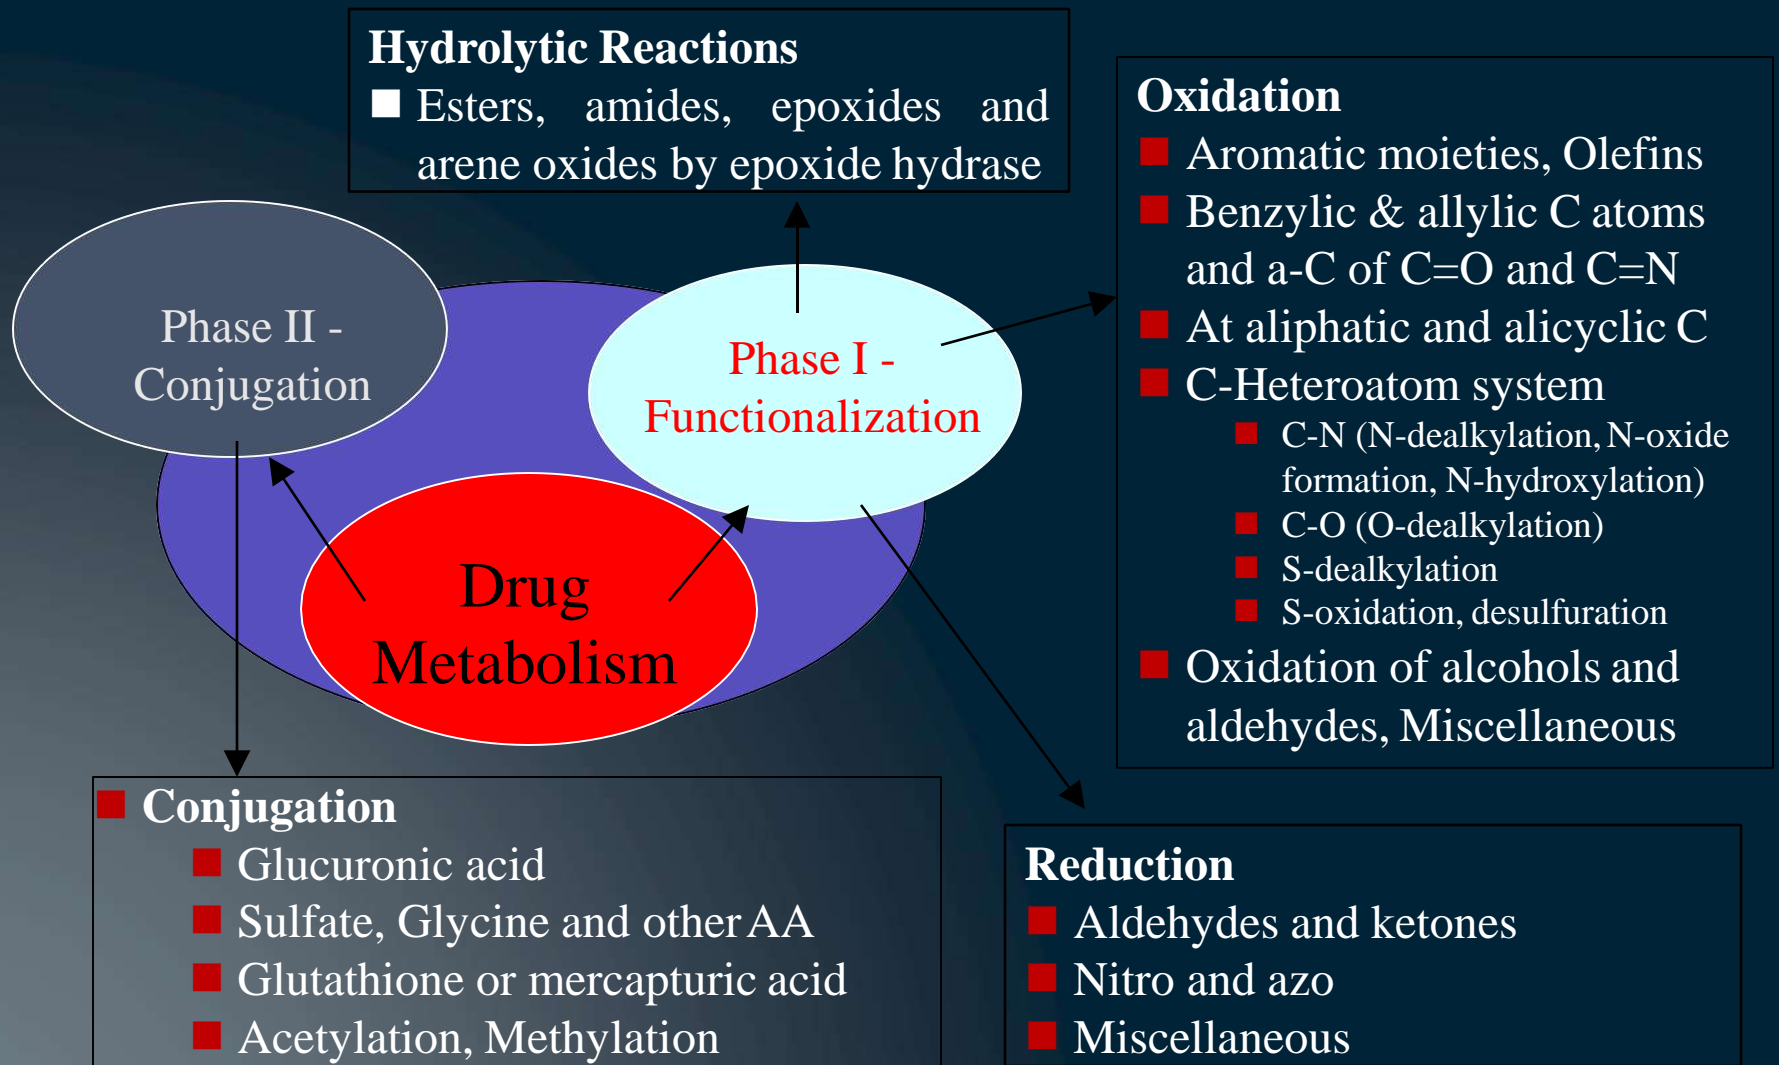 Hydrolytic Reactions
Esters, amides, epoxides and
arene oxides by epoxide hydrase
Oxidation
Aromatic moieties, Olefins
Benzylic & allylic C atoms
and a-C of C=O and C=N
At aliphatic and alicyclic C
C-Heteroatom system
C-N (N-dealkylation, N-oxide
formation, N-hydroxylation)
C-O (O-dealkylation)
S-dealkylation
S-oxidation, desulfuration
Oxidation of alcohols and
aldehydes, Miscellaneous
Phase II -
Conjugation
Phase I -
Functionalization
Drug
Metabolism
Conjugation
Glucuronic acid
Sulfate, Glycine and other AA
Glutathione or mercapturic acid
Acetylation, Methylation
Reduction
Aldehydes and ketones
Nitro and azo
Miscellaneous